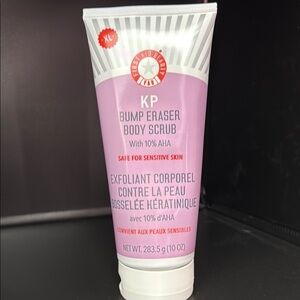 XL
FIRST AID BEAUTY
KP
BUMP ERASER
BODY SCRUB
With 10% AHA
SAFE FOR SENSITIVE SKIN
EXFOLIANT CORPOREL
CONTRE LA PEAU
BOSSELÉE KÉRATINIQUE
avec 10% d'AHA
CONVIENT AUX PEAUX SENSIBLES
NET WT. 283.5 g (10 OZ)